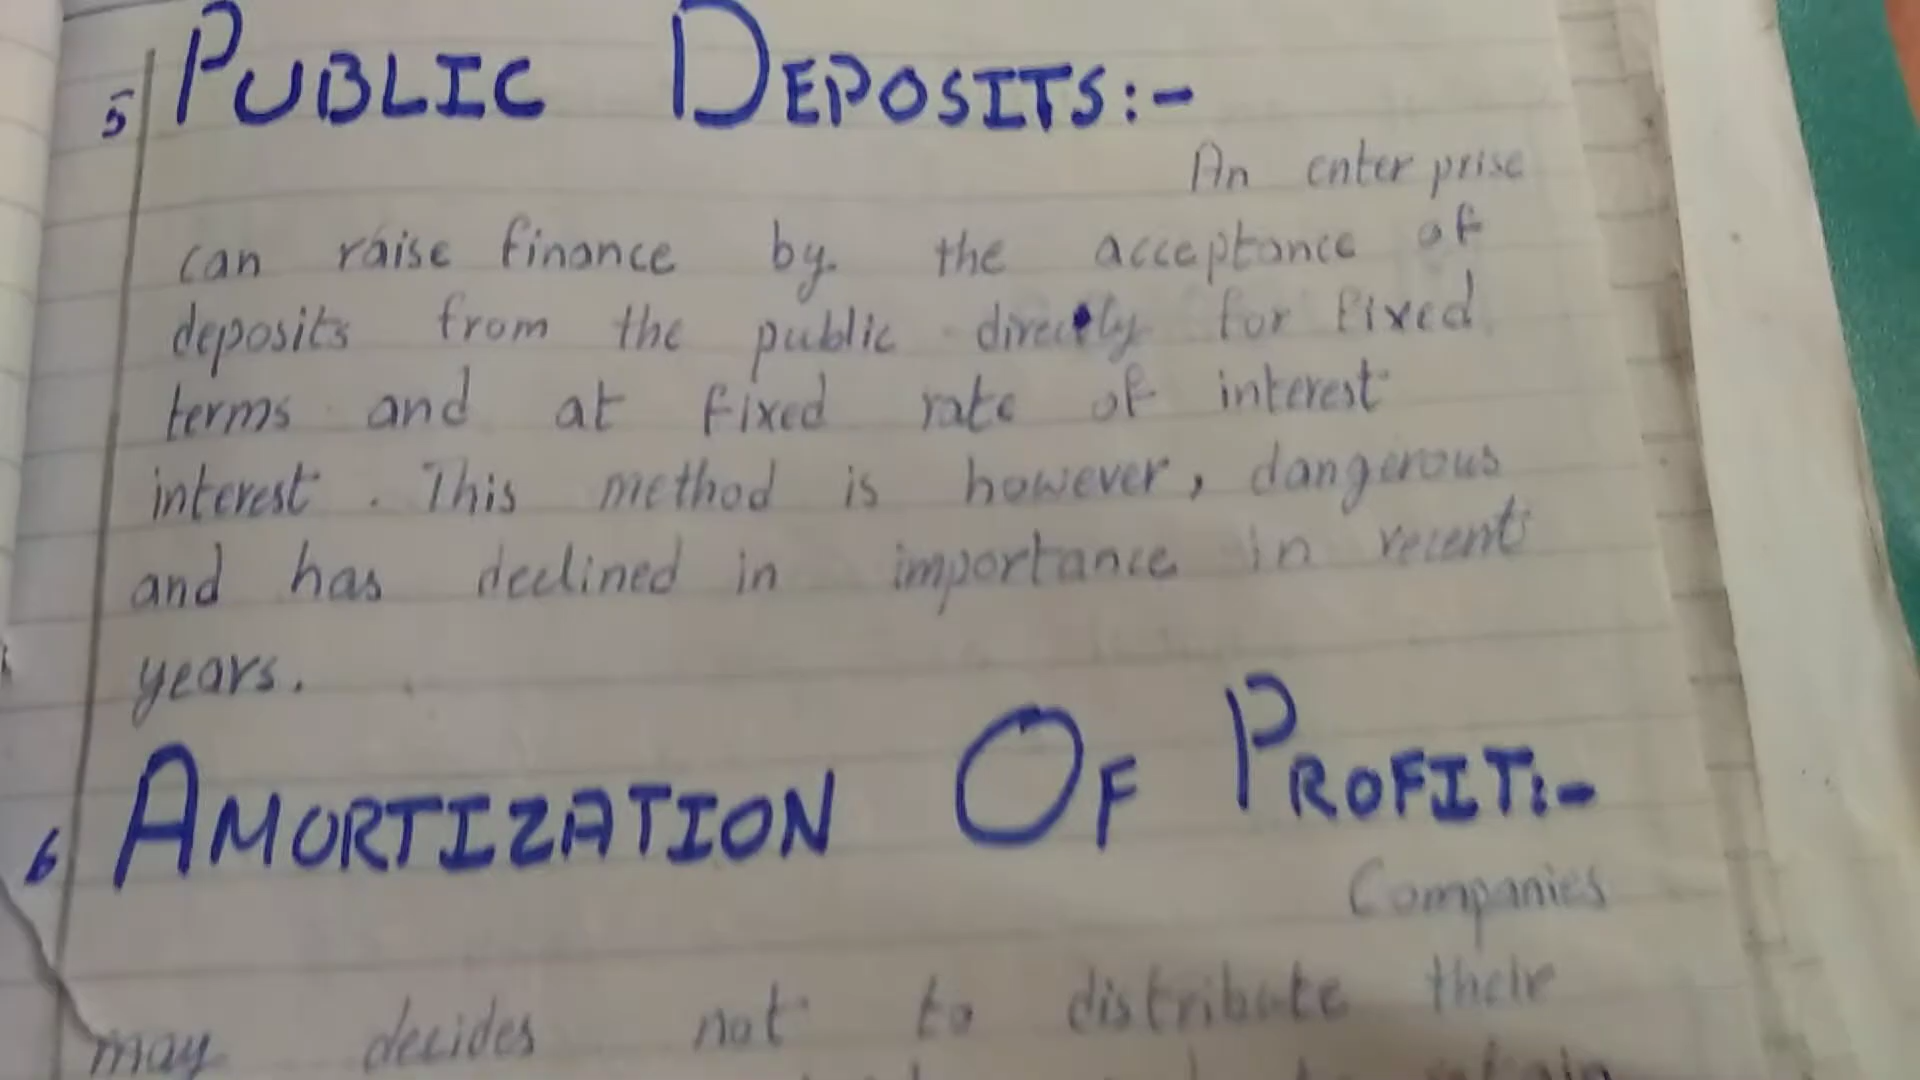 5 PUBLIC DEPOSITS:-
An enterprise
can raise finance by the acceptance of
deposits from the public directly for fixed
terms and at fixed rate of interest
interest. This method is however, dangerous
and has declined in importance in recent
years.
6 AMORTIZATION OF PROFIT:-
Companies
may decides not to distribute their